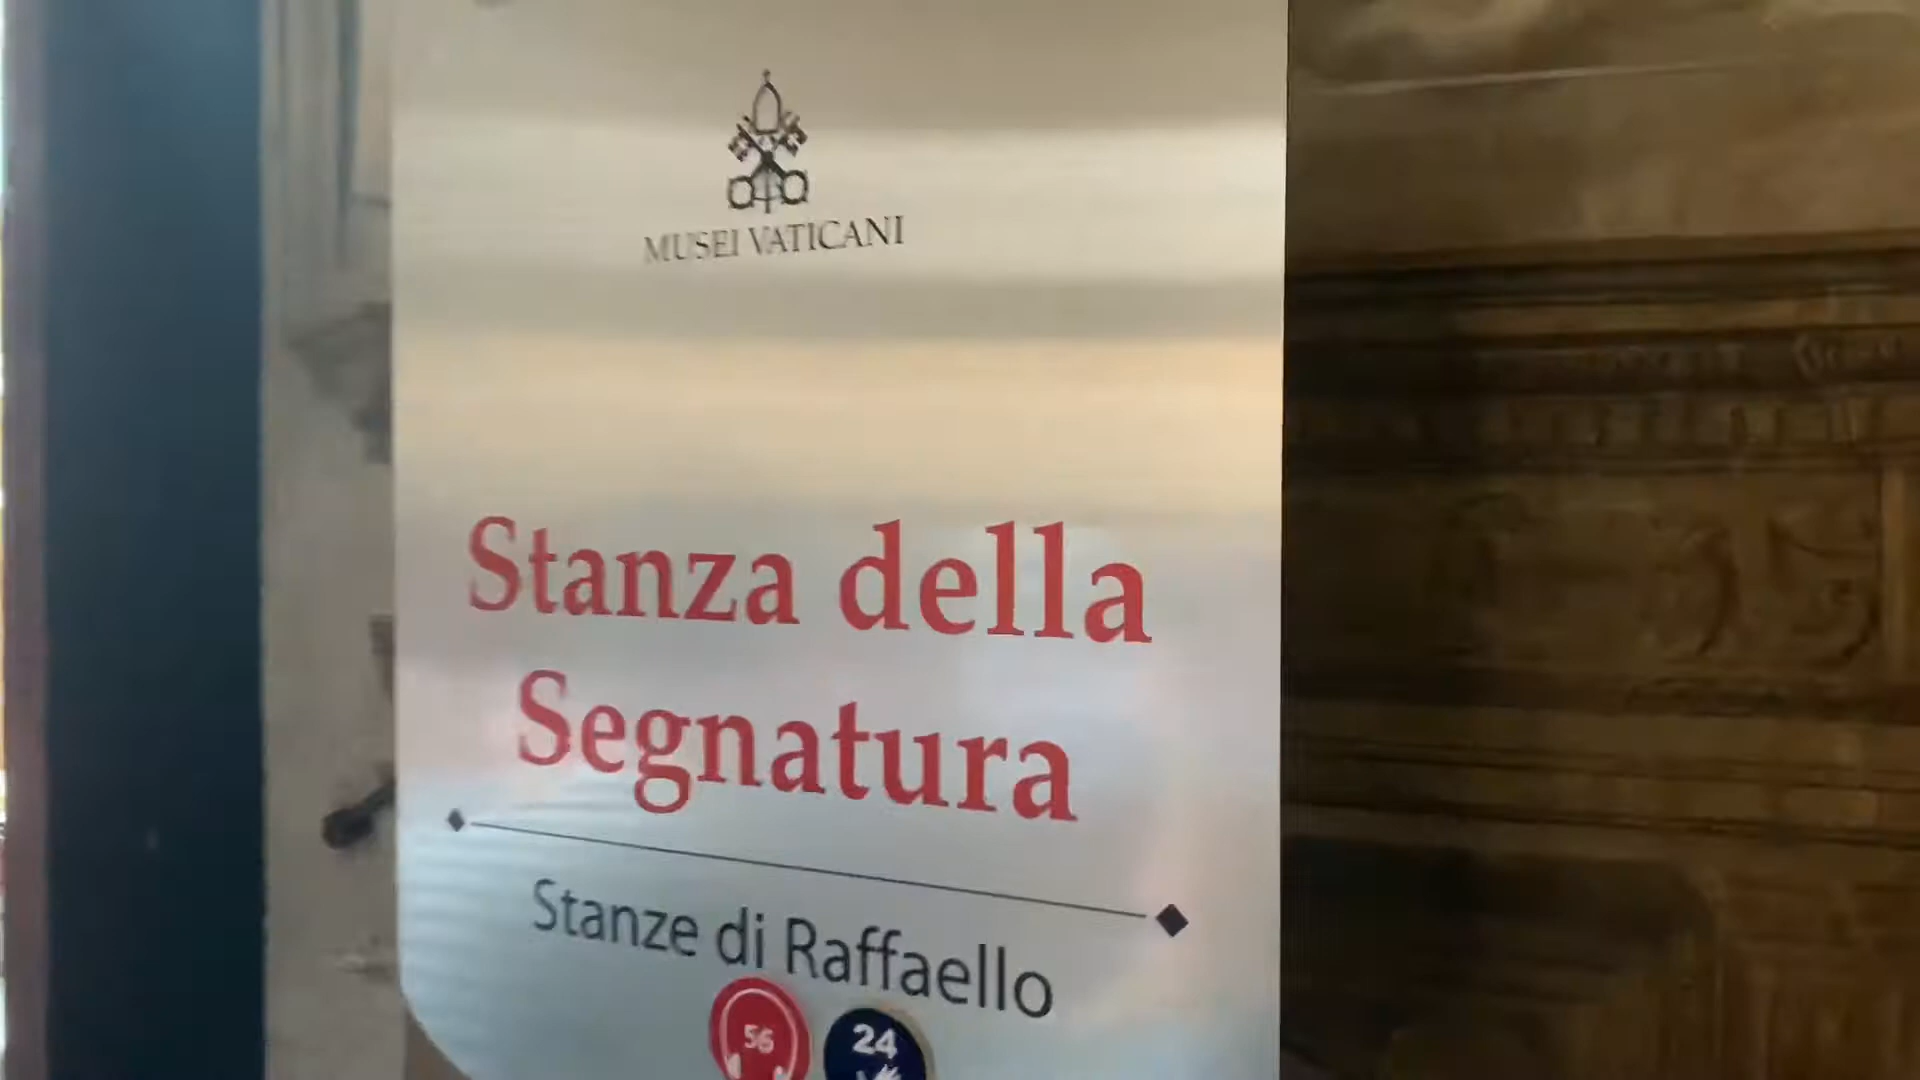 MUSEI VATICANI
Stanza della
Segnatura
Stanze di Raffaello
56
24